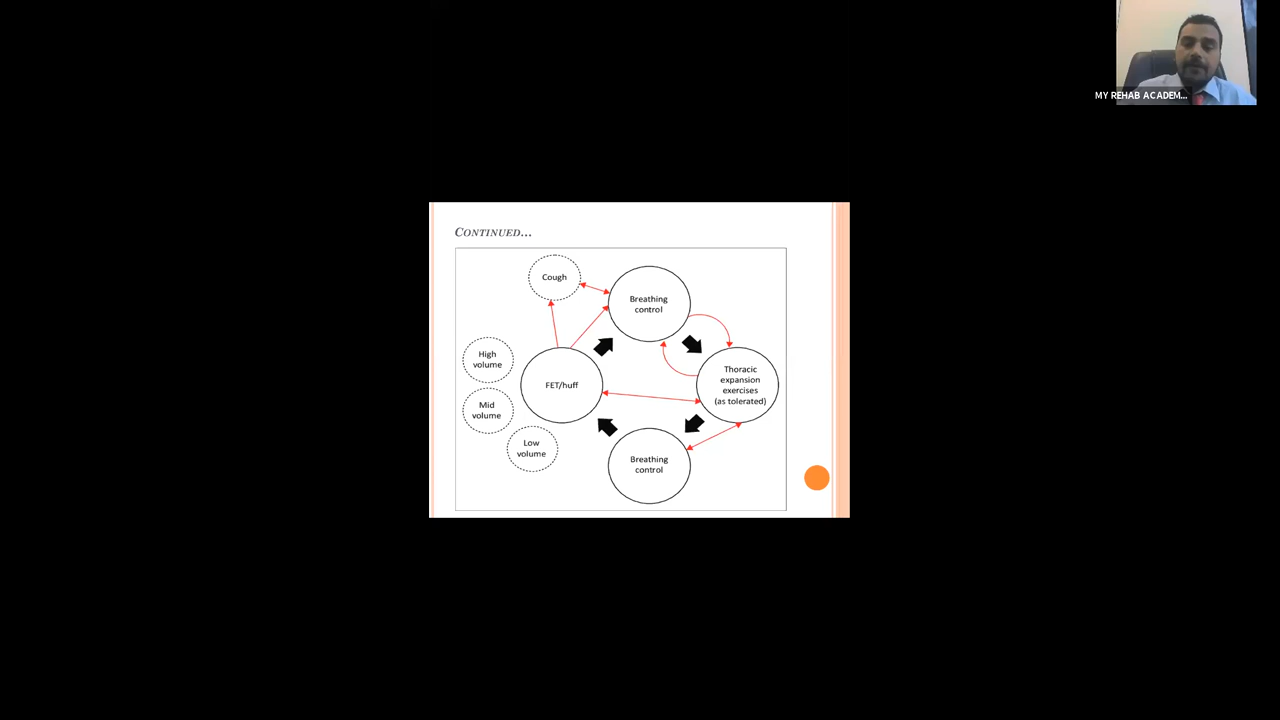 MY REHAB ACADEM...
CONTINUED...
Cough
Breathing
control
High
volume
FET/huff
Thoracic
expansion
exercises
(as tolerated)
Mid
volume
Low
volume
Breathing
control